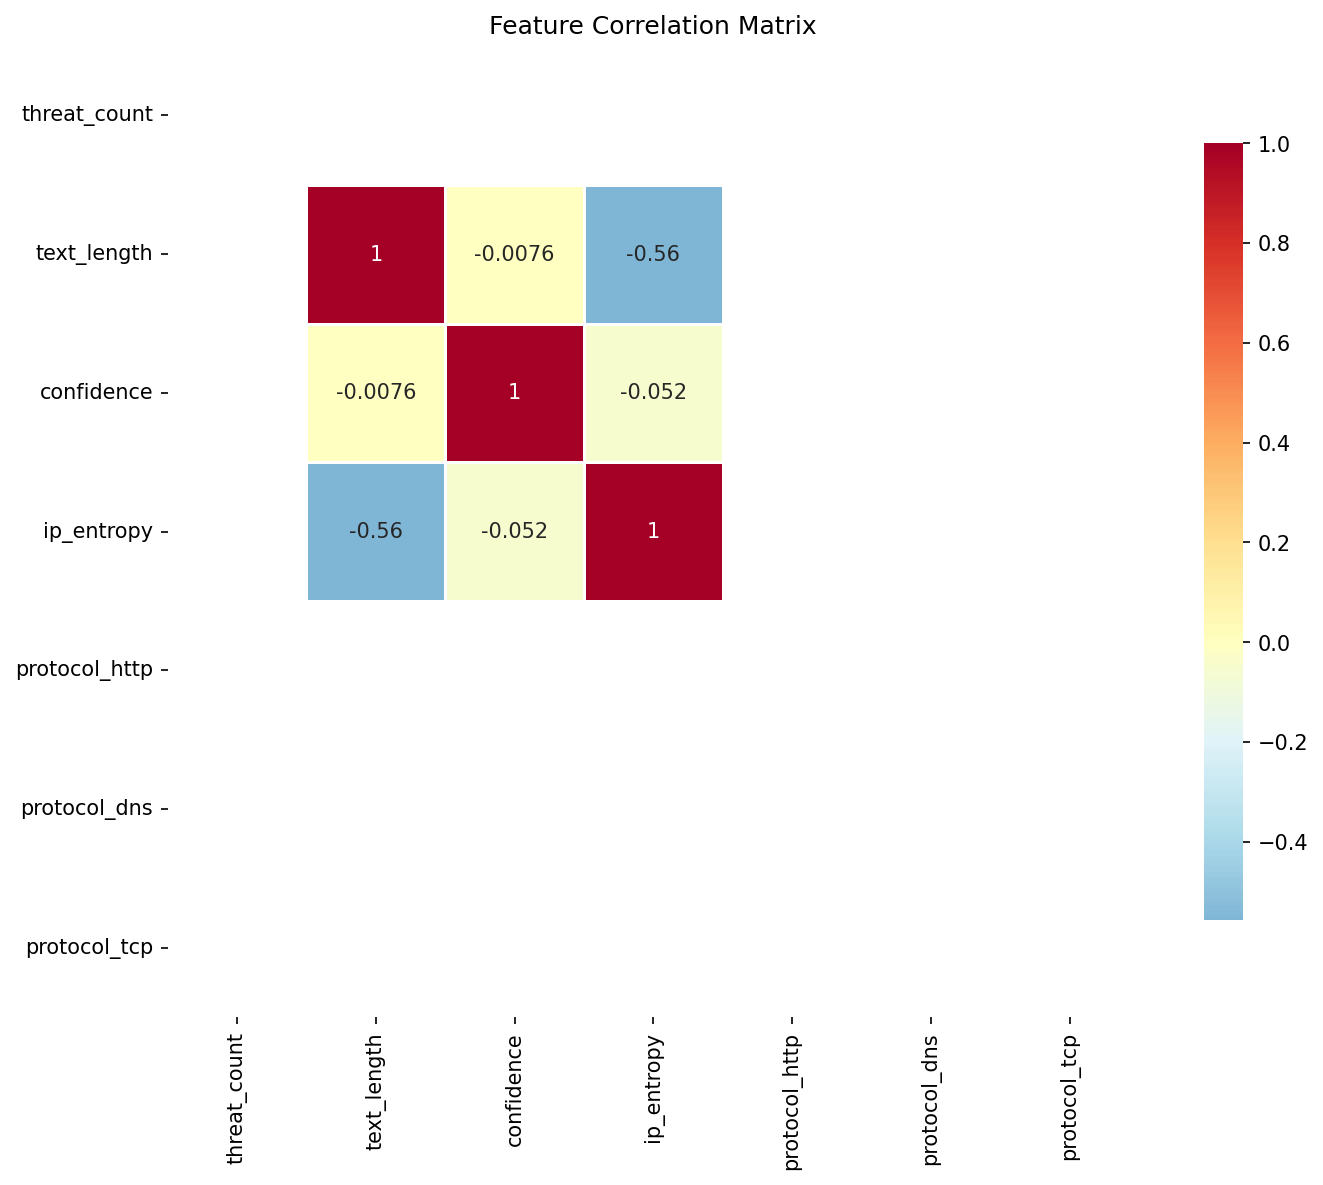 Feature Correlation Matrix
threat_count
text_length
1
-0.0076
-0.56
confidence
-0.0076
1
-0.052
ip_entropy
-0.56
-0.052
1
protocol_http
protocol_dns
protocol_tcp
threat_count
text_length
confidence
ip_entropy
protocol_http
protocol_dns
protocol_tcp
1.0
0.8
0.6
0.4
0.2
0.0
−0.2
−0.4